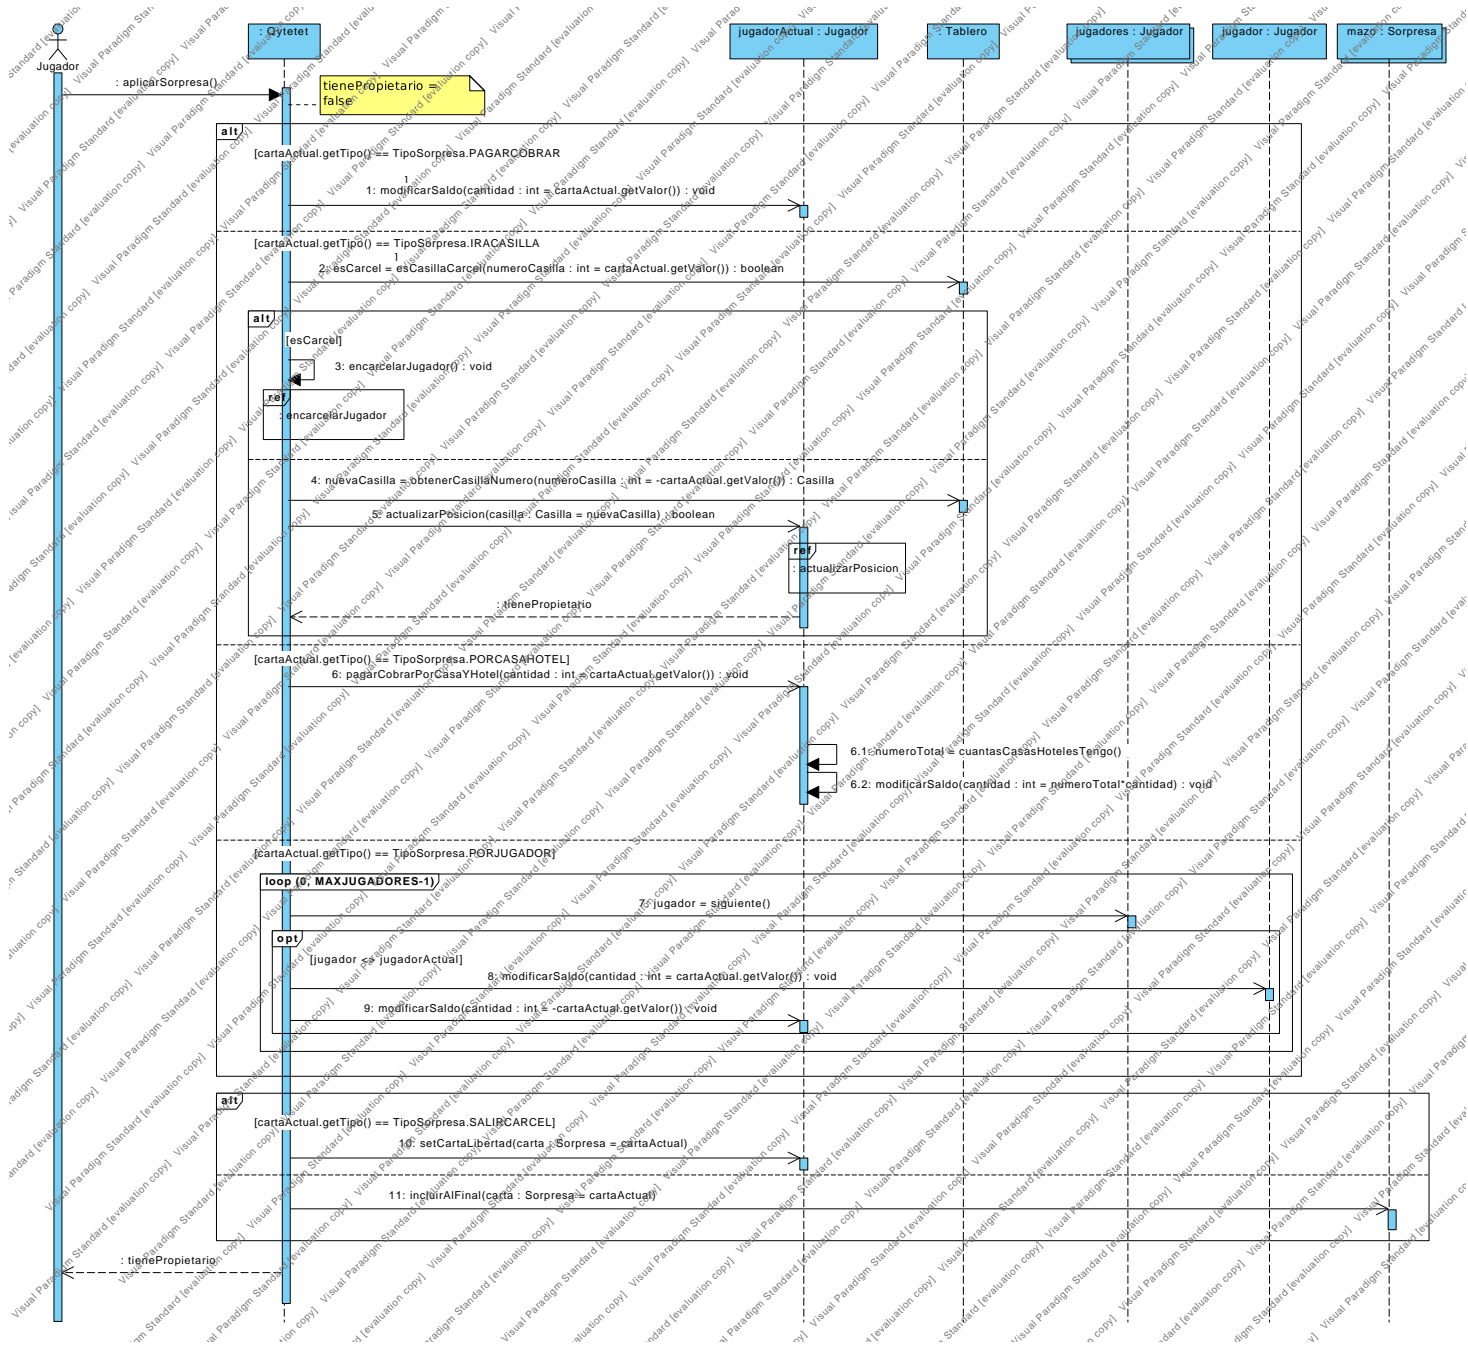 : Qytetet
jugadorActual : Jugador
: Tablero
jugadores : Jugador
jugador : Jugador
mazo : Sorpresa
Jugador
: aplicarSorpresa()
tienePropietario =
false
alt
[cartaActual.getTipo() == TipoSorpresa.PAGARCOBRAR
]
1: modificarSaldo(cantidad : int = cartaActual.getValor()) : void
[cartaActual.getTipo() == TipoSorpresa.IRACASILLA
]
2: esCarcel = esCasillaCarcel(numeroCasilla : int = cartaActual.getValor()) : boolean
alt
[esCarcel]
3: encarcelarJugador() : void
ref
: encarcelarJugador
4: nuevaCasilla = obtenerCasillaNumero(numeroCasilla : int = -cartaActual.getValor()) : Casilla
5: actualizarPosicion(casilla : Casilla = nuevaCasilla) : boolean
ref
: actualizarPosicion
: tienePropietario
[cartaActual.getTipo() == TipoSorpresa.PORCASAHOTEL]
6: pagarCobrarPorCasaYHotel(cantidad : int = cartaActual.getValor()) : void
6.1: numeroTotal = cuantasCasasHotelesTengo()
6.2: modificarSaldo(cantidad : int = numeroTotal*cantidad) : void
[cartaActual.getTipo() == TipoSorpresa.PORJUGADOR]
loop (0, MAXJUGADORES-1)
7: jugador = siguiente()
opt
[jugador <> jugadorActual]
8: modificarSaldo(cantidad : int = cartaActual.getValor()) : void
9: modificarSaldo(cantidad : int = -cartaActual.getValor()) : void
alt
[cartaActual.getTipo() == TipoSorpresa.SALIRCARCEL]
10: setCartaLibertad(carta : Sorpresa = cartaActual)
11: incluirAlFinal(carta : Sorpresa = cartaActual)
: tienePropietario
Visual Paradigm Standard [evaluation copy]